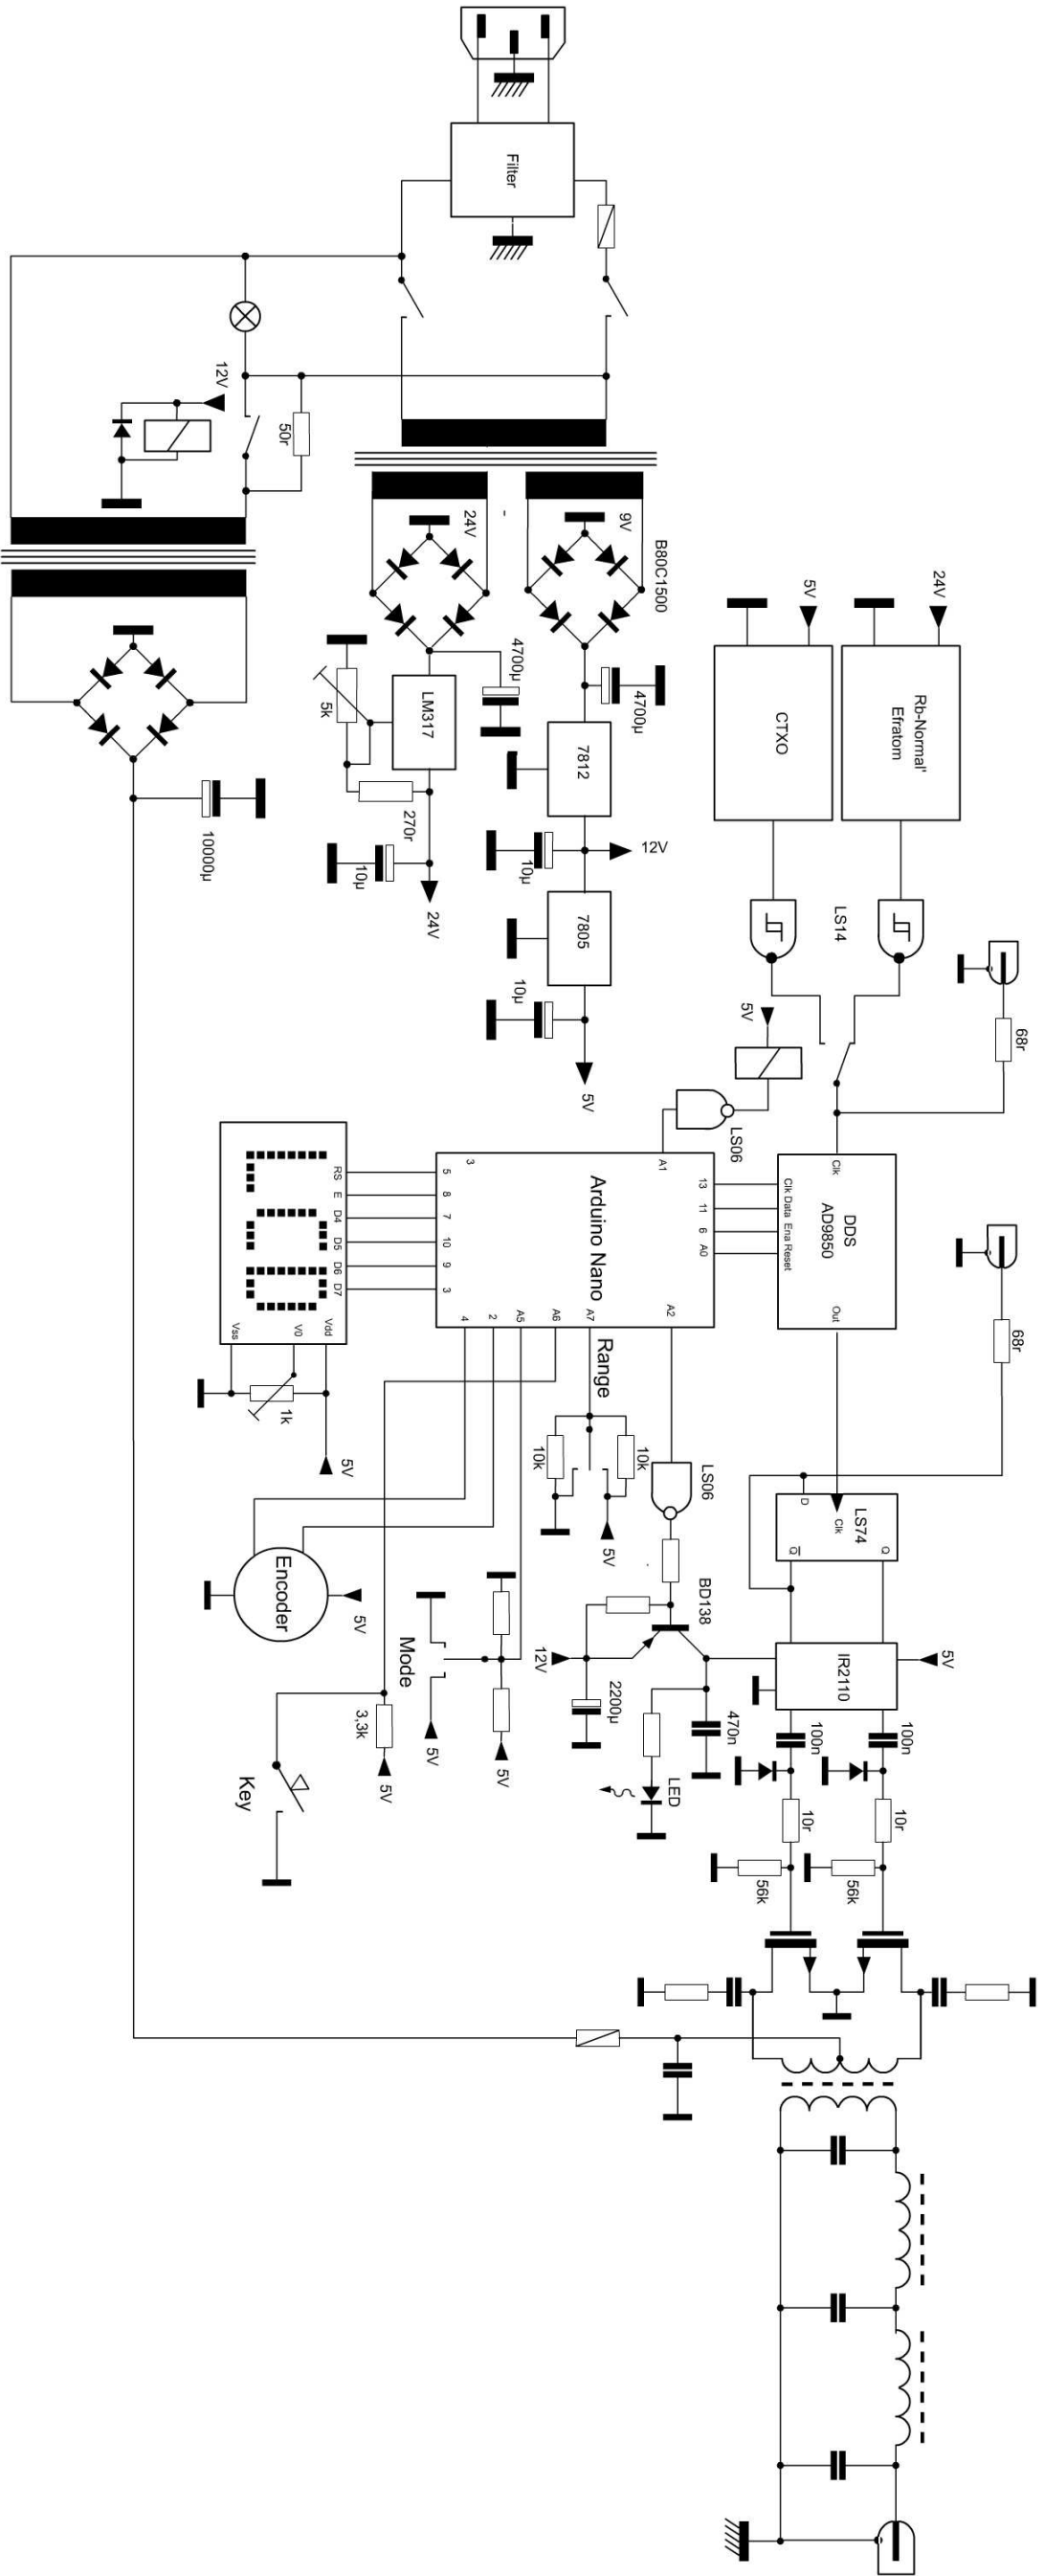 Filter
12V
50r
24V
-
9V
B80C1500
LM317
5k
270r
4700µ
10µ
24V
7812
4700µ
10µ
12V
7805
10µ
5V
10000µ
24V
5V
Rb-Normal'
Efratom
CTXO
LS14
68r
5V
LS06
Clk
DDS
AD9850
Clk Data Ena Reset
Out
68r
13 11 6 A0
A1
3
Arduino Nano
5 8 7 10 9 3
4 2 A5 A6 A7 A2
RS E D4 D5 D6 D7
Vss V0 Vdd
1k
5V
Range
10k
10k
5V
LS06
LS74
D
Clk
Q
Q
BD138
12V
2200µ
470n
LED
IR2110
5V
100n
100n
10r
10r
56k
56k
Encoder
5V
Mode
5V
5V
3,3k
5V
Key